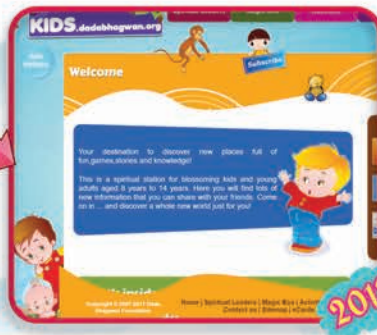 KIDS.dadabhagwan.org
Subscribe
Welcome
Your destination to discover new places full of
fun,games,stories and knowledge!
This is a spiritual station for blossoming kids and young
adults aged 8 years to 14 years. Here you will find lots of
new information that you can share with your friends. Come
on in ... and discover a whole new world just for you!
Home | Spiritual Leaders | Magic Box |
Contact us | Sitemap | eCards
Foundation